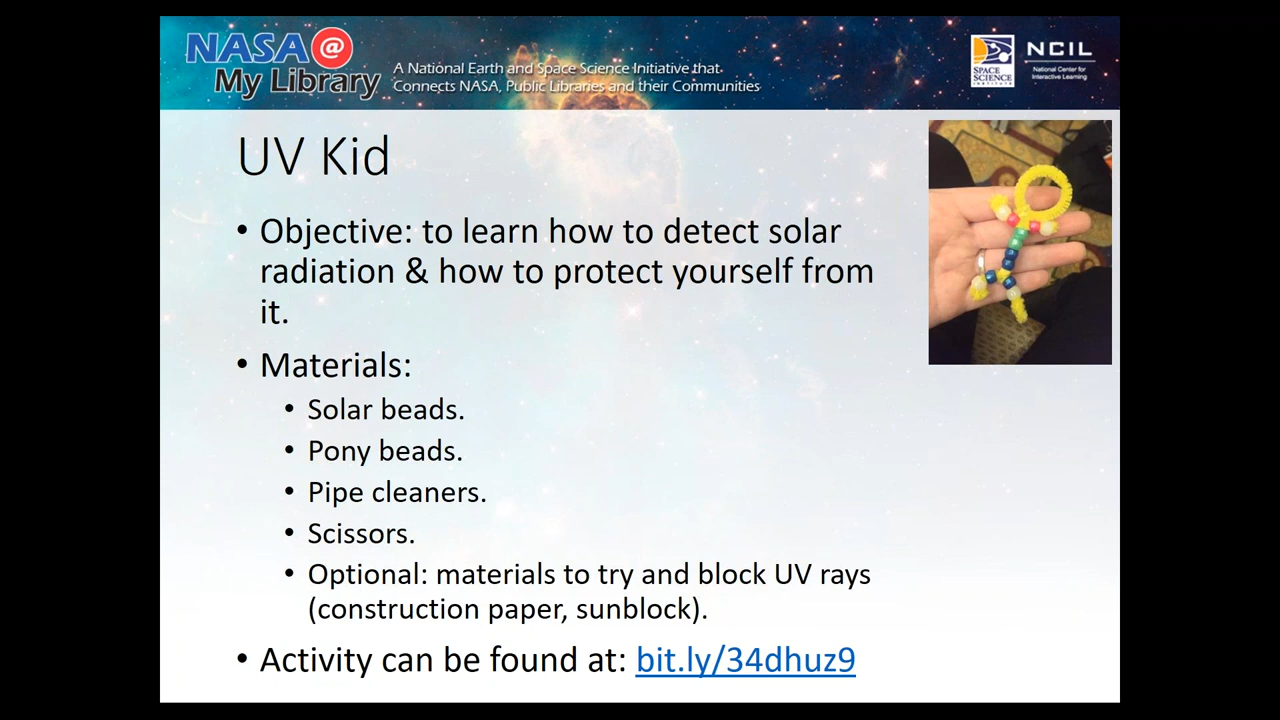 NASA@
My Library
A National Earth and Space Science Initiative that
Connects NASA, Public Libraries and their Communities
SPACE
SCIENCE
INSTITUTE
NCIL
National Center for
Interactive Learning
UV Kid
• Objective: to learn how to detect solar
radiation & how to protect yourself from
it.
• Materials:
• Solar beads.
• Pony beads.
• Pipe cleaners.
• Scissors.
• Optional: materials to try and block UV rays
(construction paper, sunblock).
• Activity can be found at: bit.ly/34dhuz9